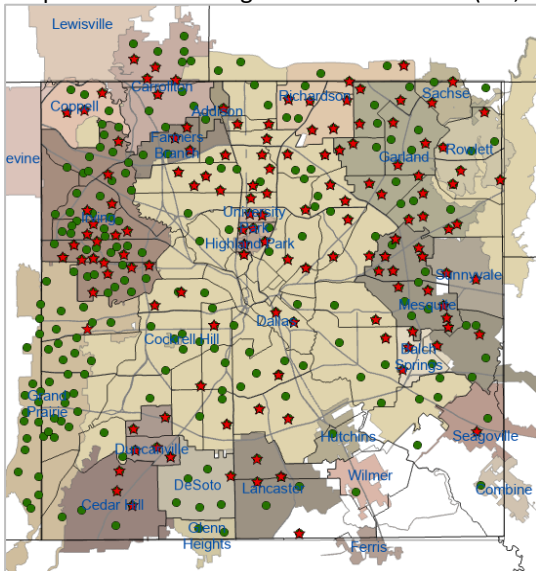 Lewisville
Carrollton
Coppell
Addison
Richardson
Sachse
Farmers
Branch
evine
Garland
Rowlett
Irving
University
Park
Highland Park
Sunnyvale
Mesquite
Dallas
Cockrell Hill
Balch
Springs
Grand
Prairie
Hutchins
Seagoville
Duncanville
Wilmer
DeSoto
Lancaster
Combine
Cedar Hill
Glenn
Heights
Ferris